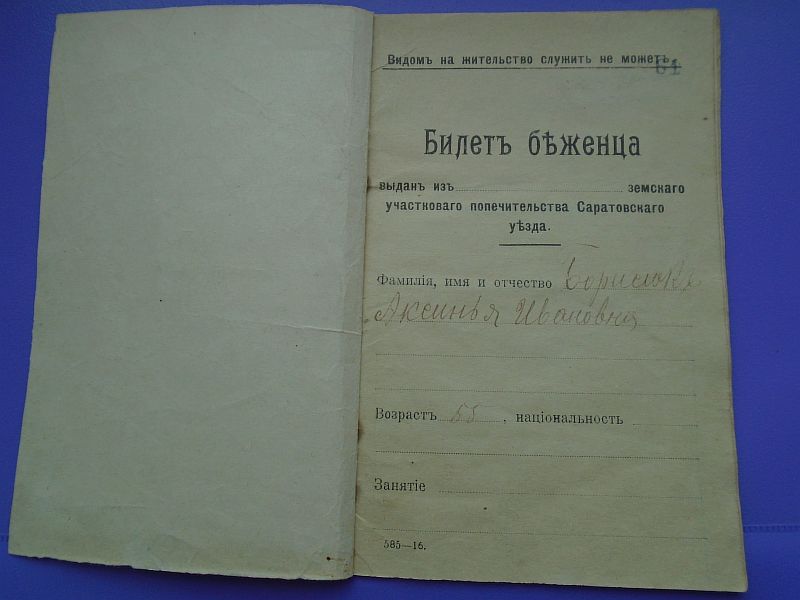 Видомъ на жительство служить не можетъ.
61
Билетъ бѣженца
выданъ изъ земскаго
участковаго попечительства Саратовскаго
уѣзда.
Фамилія, имя и отчество Борисюкъ
Аксинья Ивановна
Возрастъ 55, національность
Занятіе
585—16.